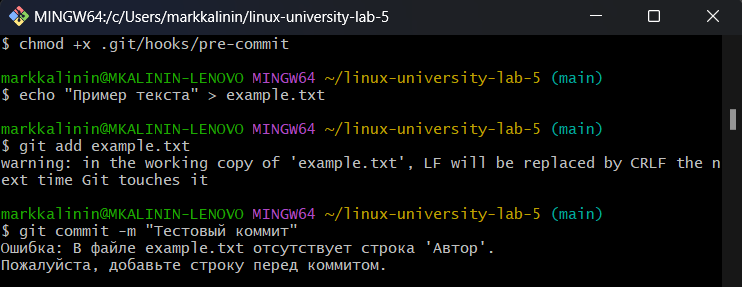 MINGW64:/c/Users/markkalinin/linux-university-lab-5
$ chmod +x .git/hooks/pre-commit
markkalinin@MKALININ-LENOVO MINGW64 ~/linux-university-lab-5 (main)
$ echo "Пример текста" > example.txt
markkalinin@MKALININ-LENOVO MINGW64 ~/linux-university-lab-5 (main)
$ git add example.txt
warning: in the working copy of 'example.txt', LF will be replaced by CRLF the n
ext time Git touches it
markkalinin@MKALININ-LENOVO MINGW64 ~/linux-university-lab-5 (main)
$ git commit -m "Тестовый коммит"
Ошибка: В файле example.txt отсутствует строка 'Автор'.
Пожалуйста, добавьте строку перед коммитом.